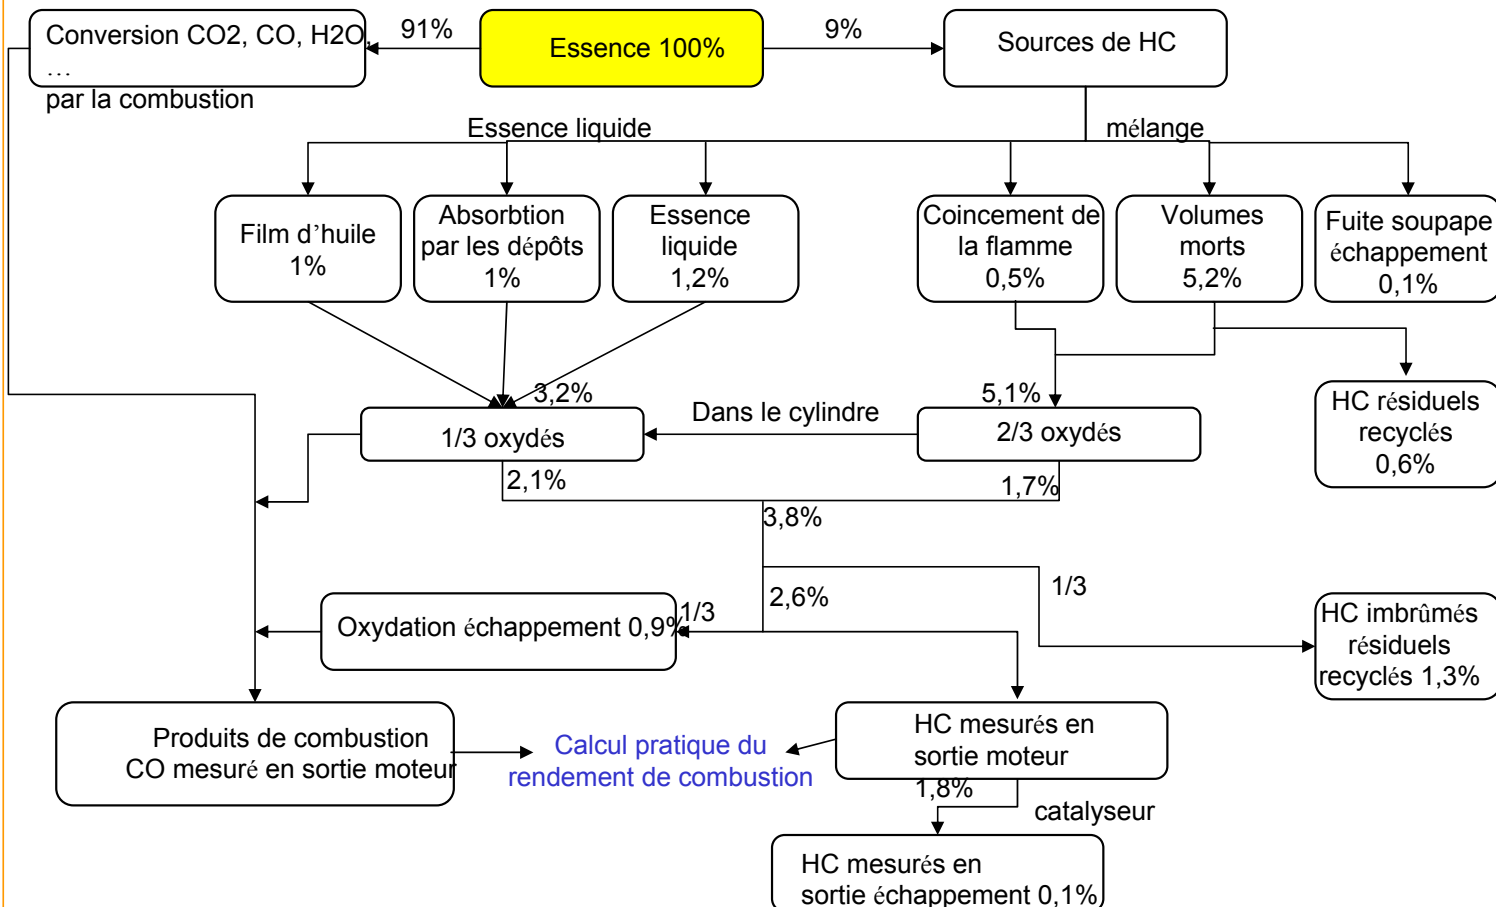 Conversion CO2, CO, H2O,
…
par la combustion
91%
Essence 100%
9%
Sources de HC
Essence liquide
mélange
Film d’huile
1%
Absorbtion
par les dépôts
1%
Essence
liquide
1,2%
Coincement de
la flamme
0,5%
Volumes
morts
5,2%
Fuite soupape
échappement
0,1%
3,2%
5,1%
1/3 oxydés
Dans le cylindre
2/3 oxydés
HC résiduels
recyclés
0,6%
2,1%
1,7%
3,8%
2,6%
1/3
Oxydation échappement 0,9%
1/3
HC imbrûmés
résiduels
recyclés 1,3%
Produits de combustion
CO mesuré en sortie moteur
Calcul pratique du
rendement de combustion
HC mesurés en
sortie moteur
1,8%
catalyseur
HC mesurés en
sortie échappement 0,1%